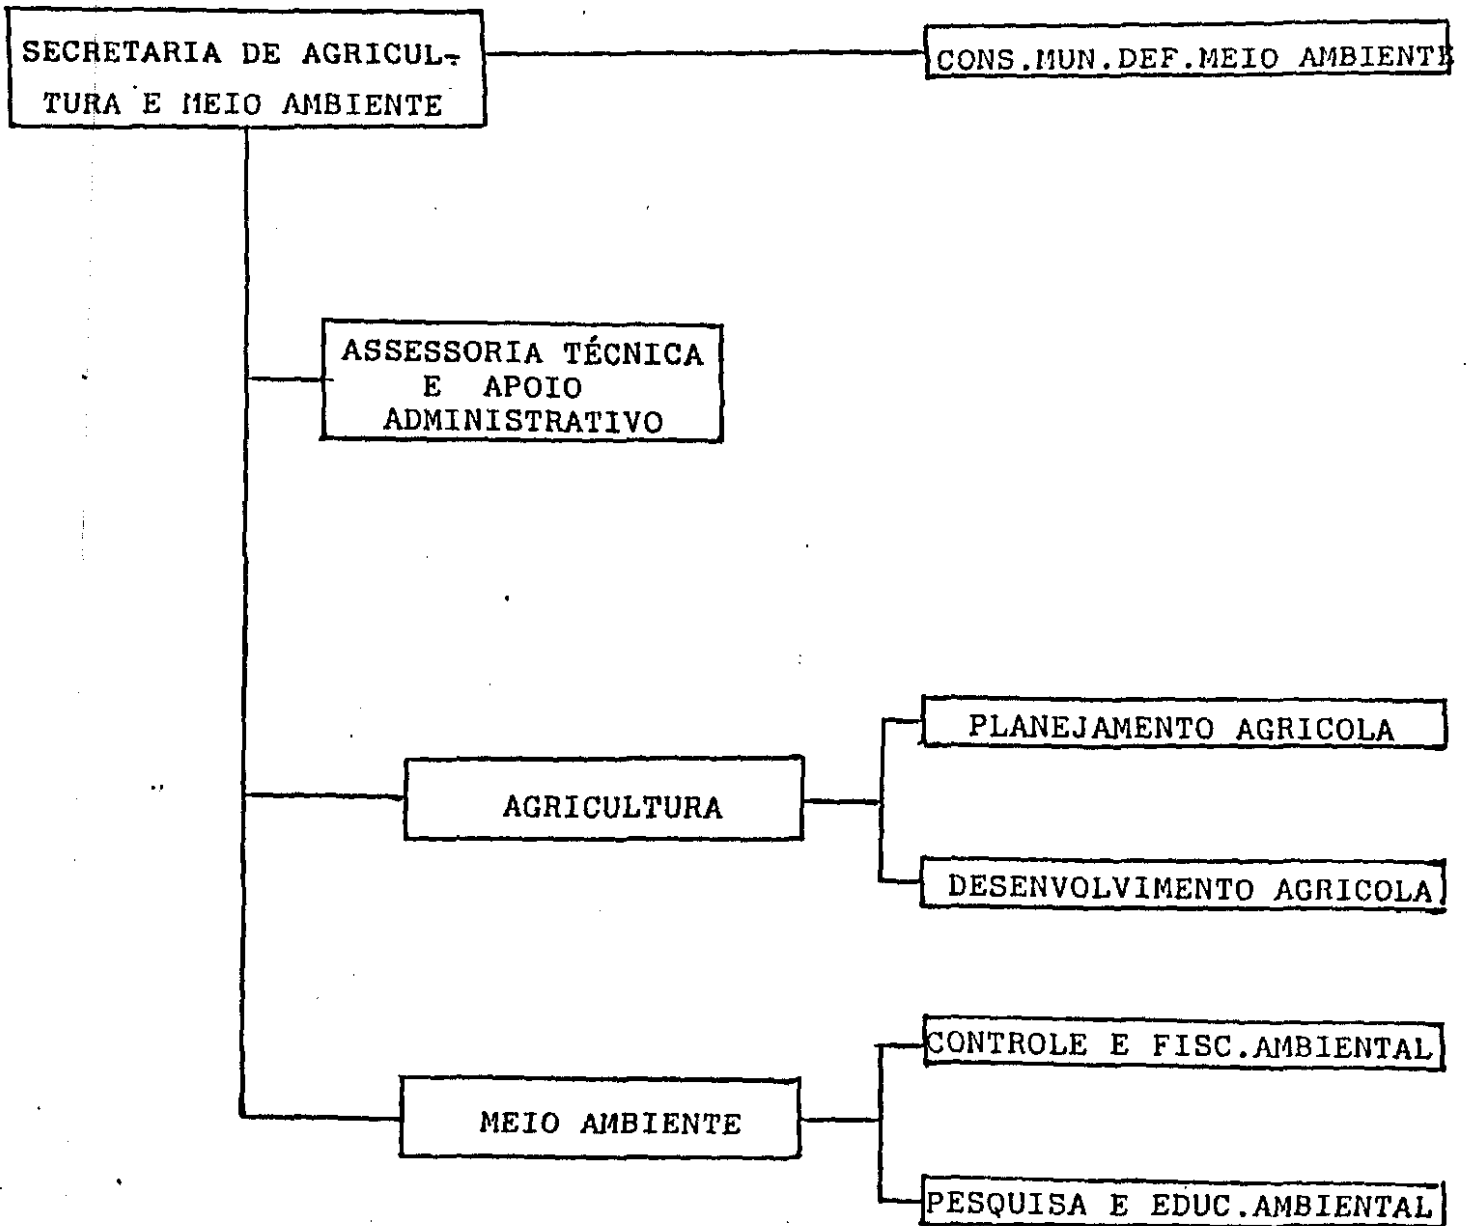 SECRETARIA DE AGRICUL-
TURA E MEIO AMBIENTE
CONS.MUN.DEF.MEIO AMBIENTE
ASSESSORIA TÉCNICA
E APOIO
ADMINISTRATIVO
PLANEJAMENTO AGRICOLA
AGRICULTURA
DESENVOLVIMENTO AGRICOLA
CONTROLE E FISC.AMBIENTAL
MEIO AMBIENTE
PESQUISA E EDUC.AMBIENTAL